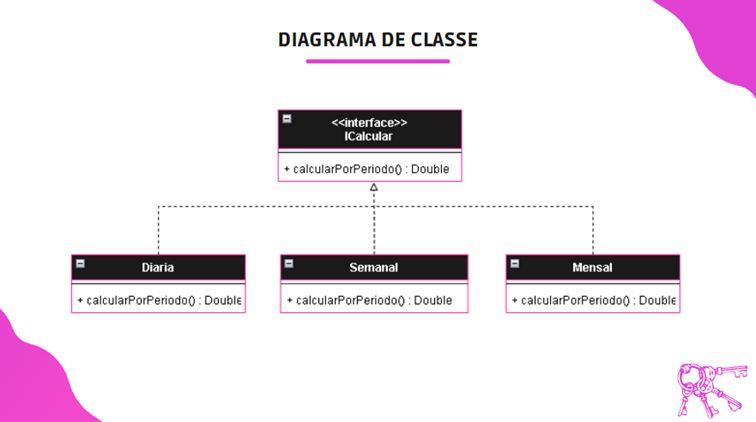 DIAGRAMA DE CLASSE
<<interface>>
ICalcular
+ calcularPorPeriodo() : Double
Diaria
+ calcularPorPeriodo() : Double
Semanal
+ calcularPorPeriodo() : Double
Mensal
+ calcularPorPeriodo() : Double